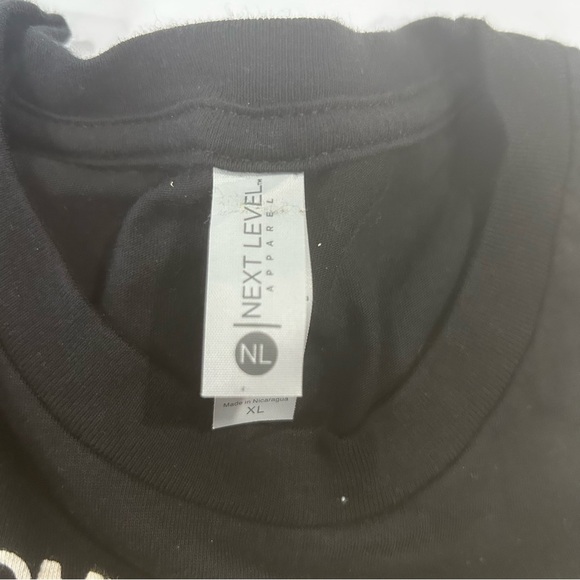 NL
NEXT LEVEL™
APPAREL
Made in Nicaragua
XL